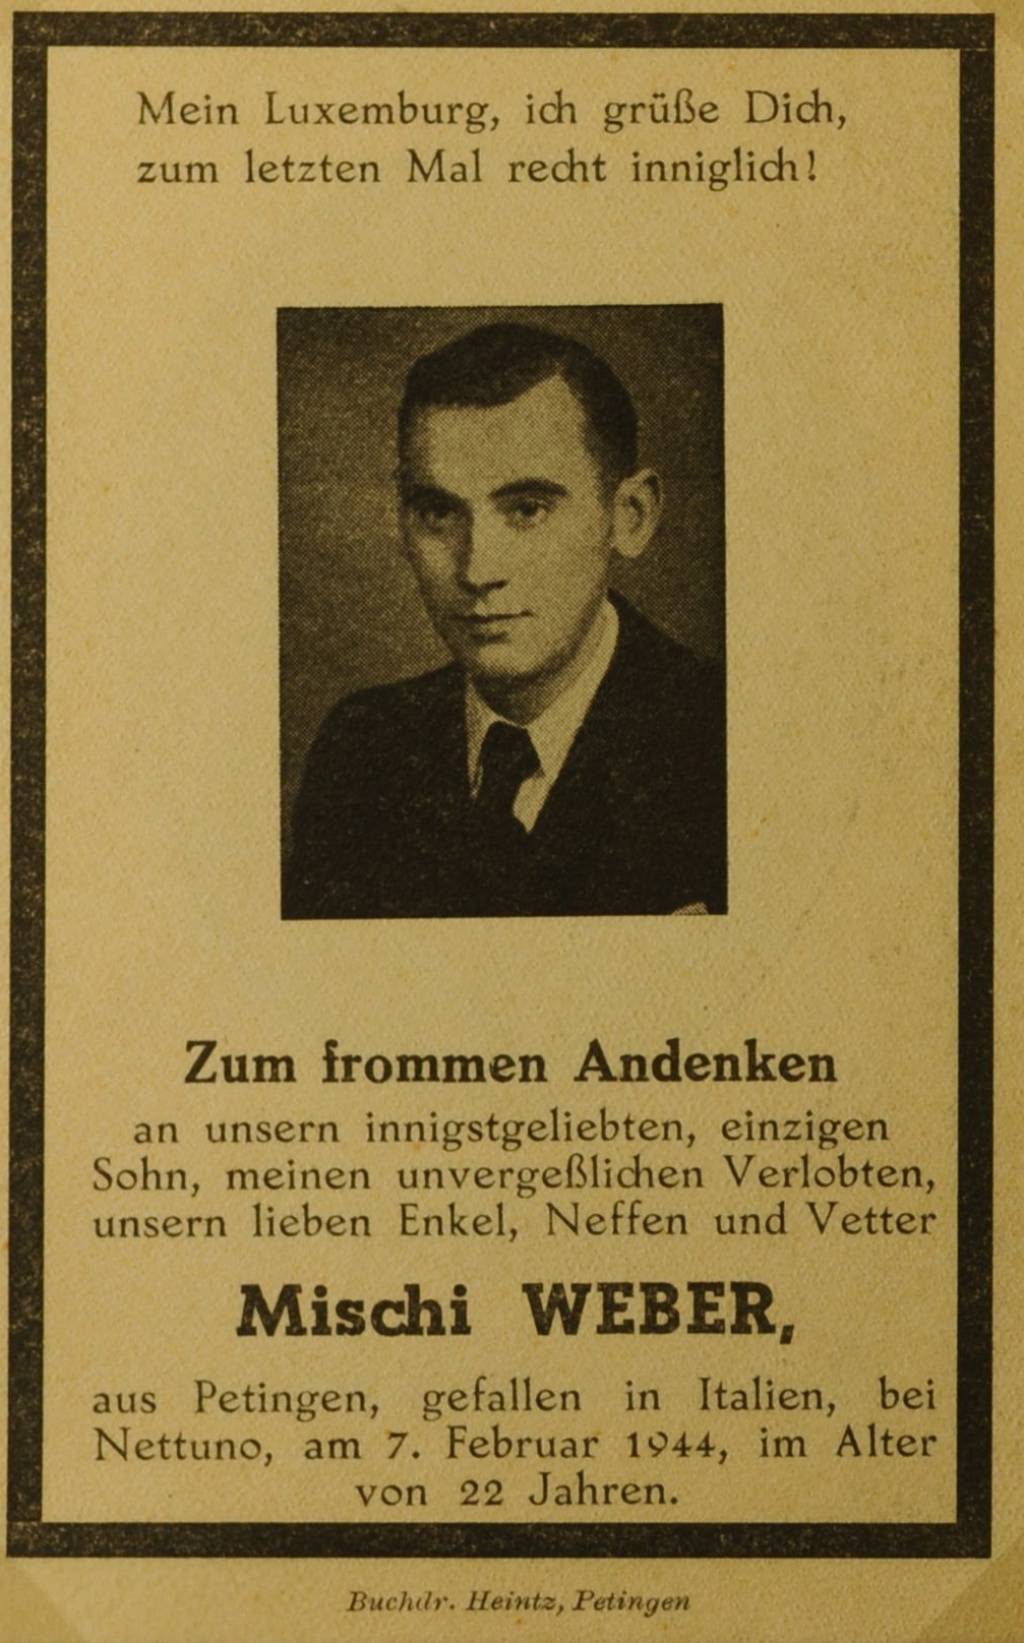 Mein Luxemburg, ich grüße Dich,
zum letzten Mal recht inniglich!
Zum frommen Andenken
an unsern innigstgeliebten, einzigen
Sohn, meinen unvergeßlichen Verlobten,
unsern lieben Enkel, Neffen und Vetter
Mischi WEBER,
aus Petingen, gefallen in Italien, bei
Nettuno, am 7. Februar 1944, im Alter
von 22 Jahren.
Buchdr. Heintz, Petingen